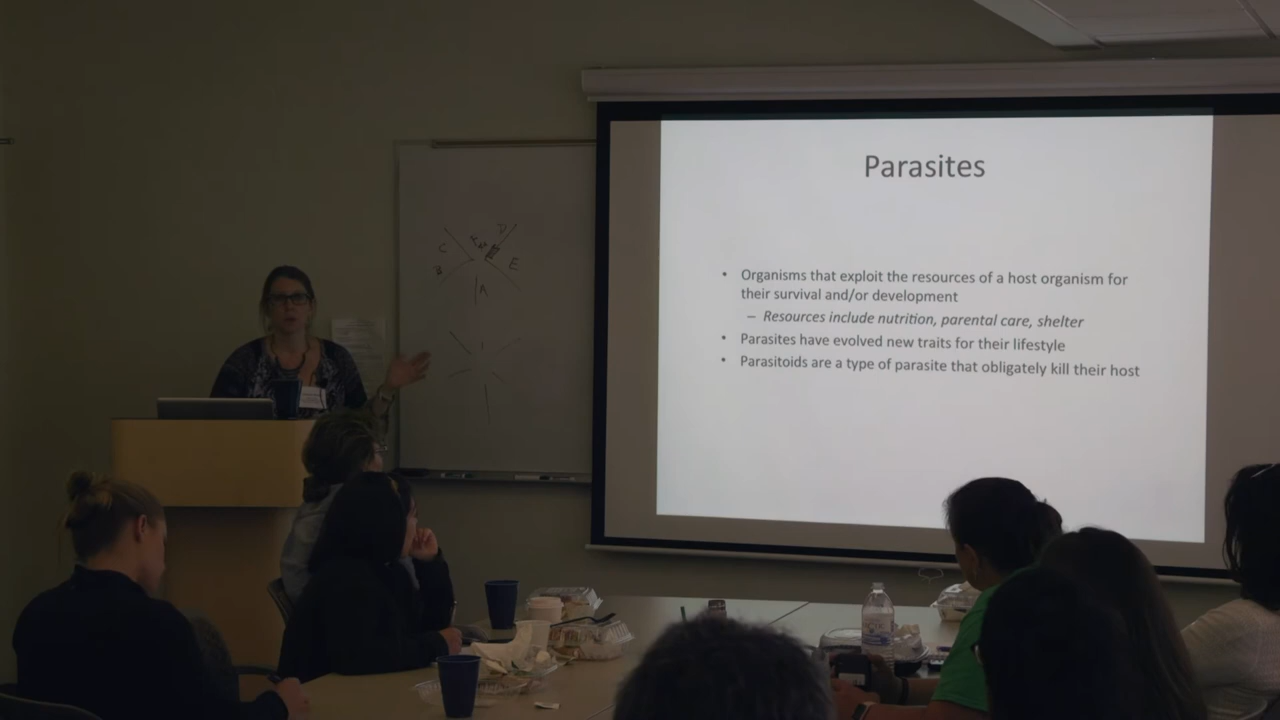 Parasites
• Organisms that exploit the resources of a host organism for
their survival and/or development
– Resources include nutrition, parental care, shelter
• Parasites have evolved new traits for their lifestyle
• Parasitoids are a type of parasite that obligately kill their host
C
D
B
E
A